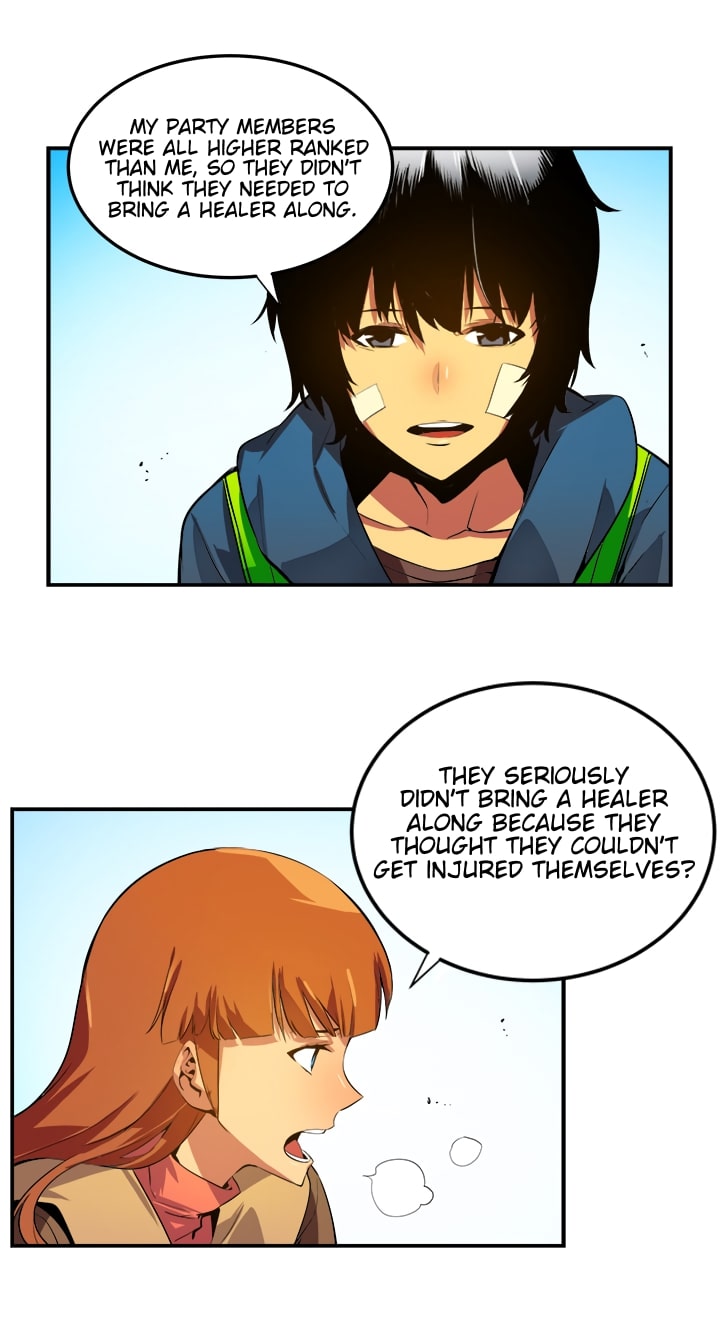 MY PARTY MEMBERS
WERE ALL HIGHER RANKED
THAN ME, SO THEY DIDN'T
THINK THEY NEEDED TO
BRING A HEALER ALONG.
THEY SERIOUSLY
DIDN'T BRING A HEALER
ALONG BECAUSE THEY
THOUGHT THEY COULDN'T
GET INJURED THEMSELVES?